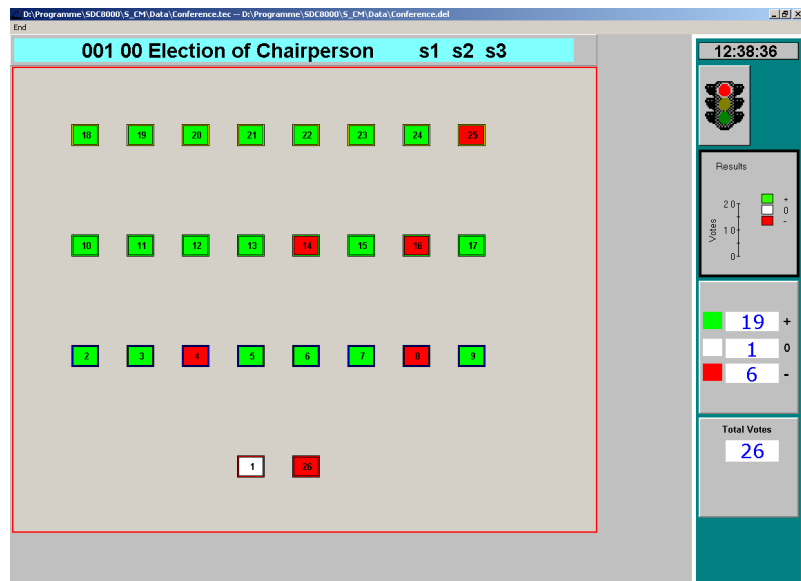 D:\Programme\SDC8000\S_CM\Data\Conference.tec -- D:\Programme\SDC8000\S_CM\Data\Conference.del
End
001 00 Election of Chairperson s1 s2 s3
12:38:36
18 19 20 21 22 23 24 25
Results
20
10
0
Votes
+
0
-
10 11 12 13 14 15 16 17
19 +
1 0
6 -
2 3 4 5 6 7 8 9
Total Votes
26
1 26